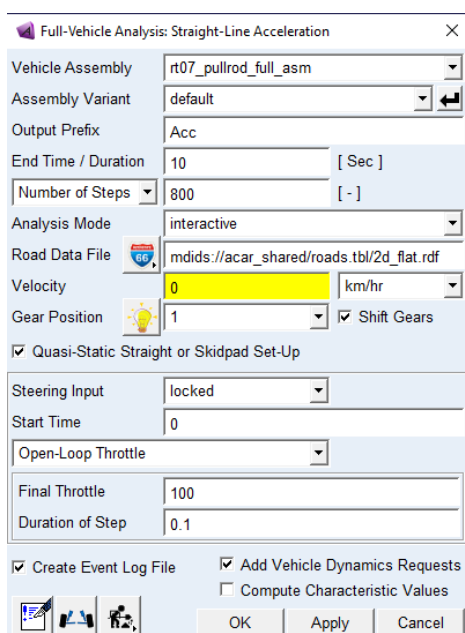 Full-Vehicle Analysis: Straight-Line Acceleration
Vehicle Assembly rt07_pullrod_full_asm
Assembly Variant default
Output Prefix Acc
End Time / Duration 10 [ Sec ]
Number of Steps 800 [ - ]
Analysis Mode interactive
Road Data File 66 mdids://acar_shared/roads.tbl/2d_flat.rdf
Velocity 0 km/hr
Gear Position 1 Shift Gears
Quasi-Static Straight or Skidpad Set-Up
Steering Input locked
Start Time 0
Open-Loop Throttle
Final Throttle 100
Duration of Step 0.1
Create Event Log File Add Vehicle Dynamics Requests
Compute Characteristic Values
OK Apply Cancel